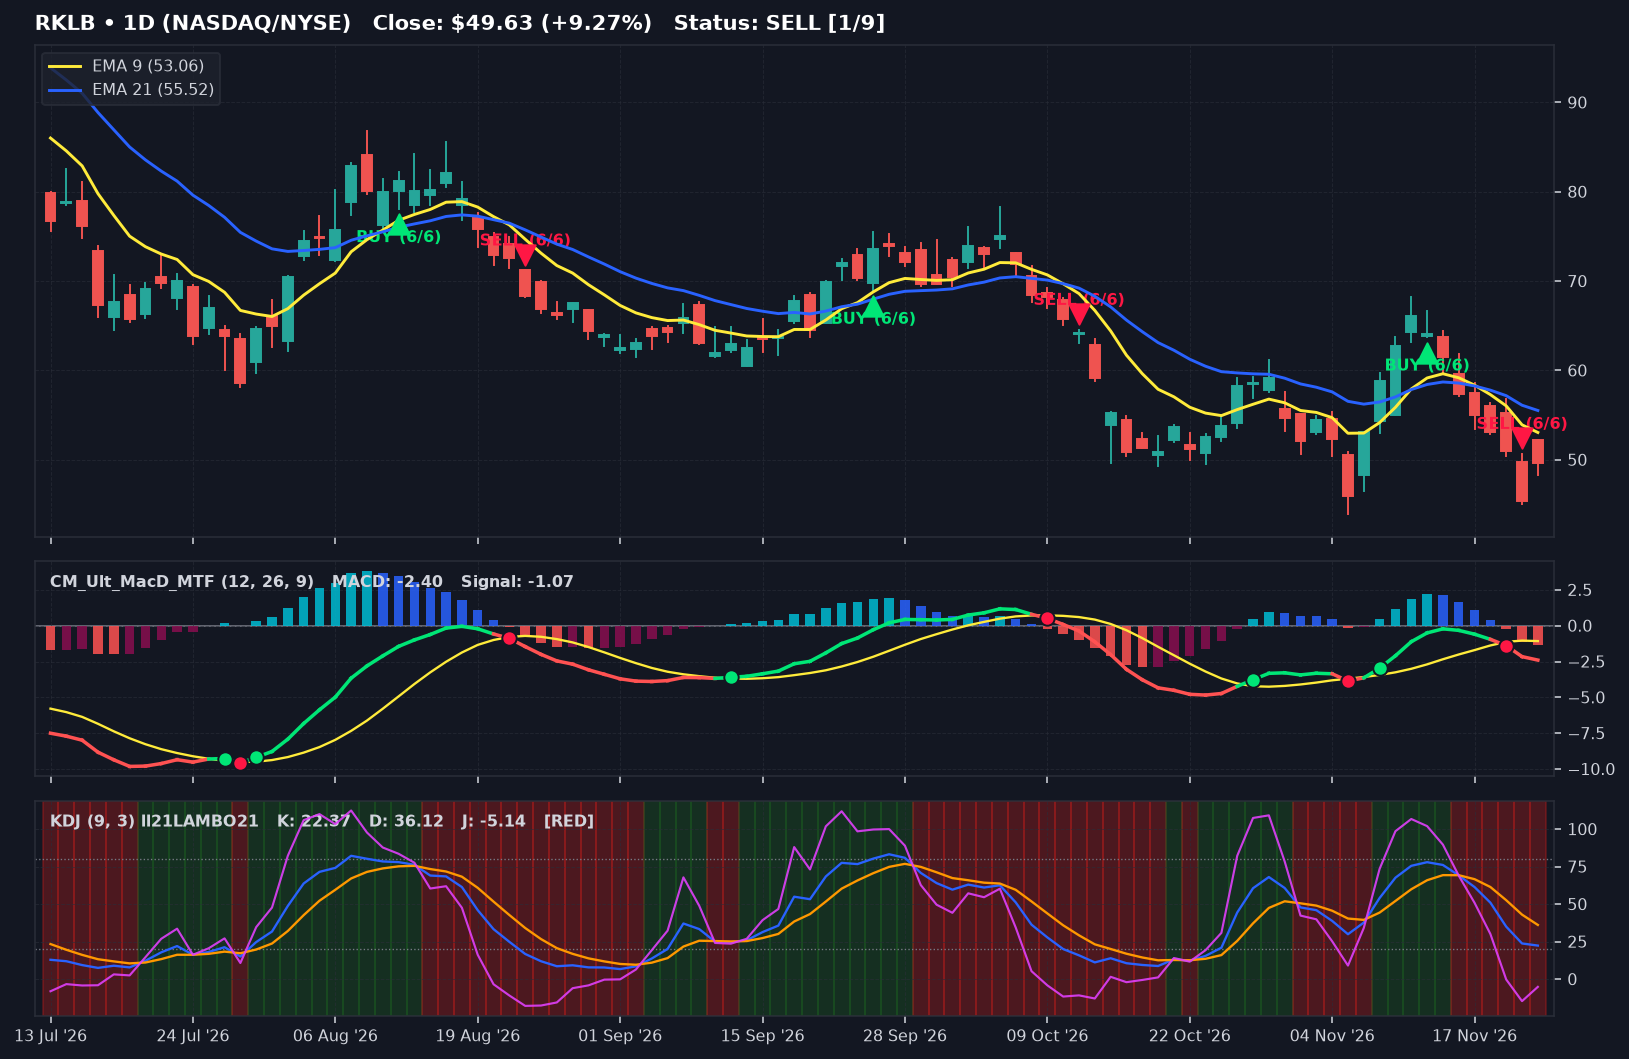 RKLB • 1D (NASDAQ/NYSE)   Close: $49.63 (+9.27%)   Status: SELL [1/9]
EMA 9 (53.06)
EMA 21 (55.52)
90
80
70
60
50
BUY (6/6)
SELL (6/6)
BUY (6/6)
SELL (6/6)
BUY (6/6)
SELL (6/6)
CM_Ult_MacD_MTF (12, 26, 9)   MACD: -2.40   Signal: -1.07
2.5
0.0
−2.5
−5.0
−7.5
−10.0
KDJ (9, 3) ll21LAMBO21   K: 22.37   D: 36.12   J: -5.14   [RED]
100
75
50
25
0
13 Jul '26
24 Jul '26
06 Aug '26
19 Aug '26
01 Sep '26
15 Sep '26
28 Sep '26
09 Oct '26
22 Oct '26
04 Nov '26
17 Nov '26